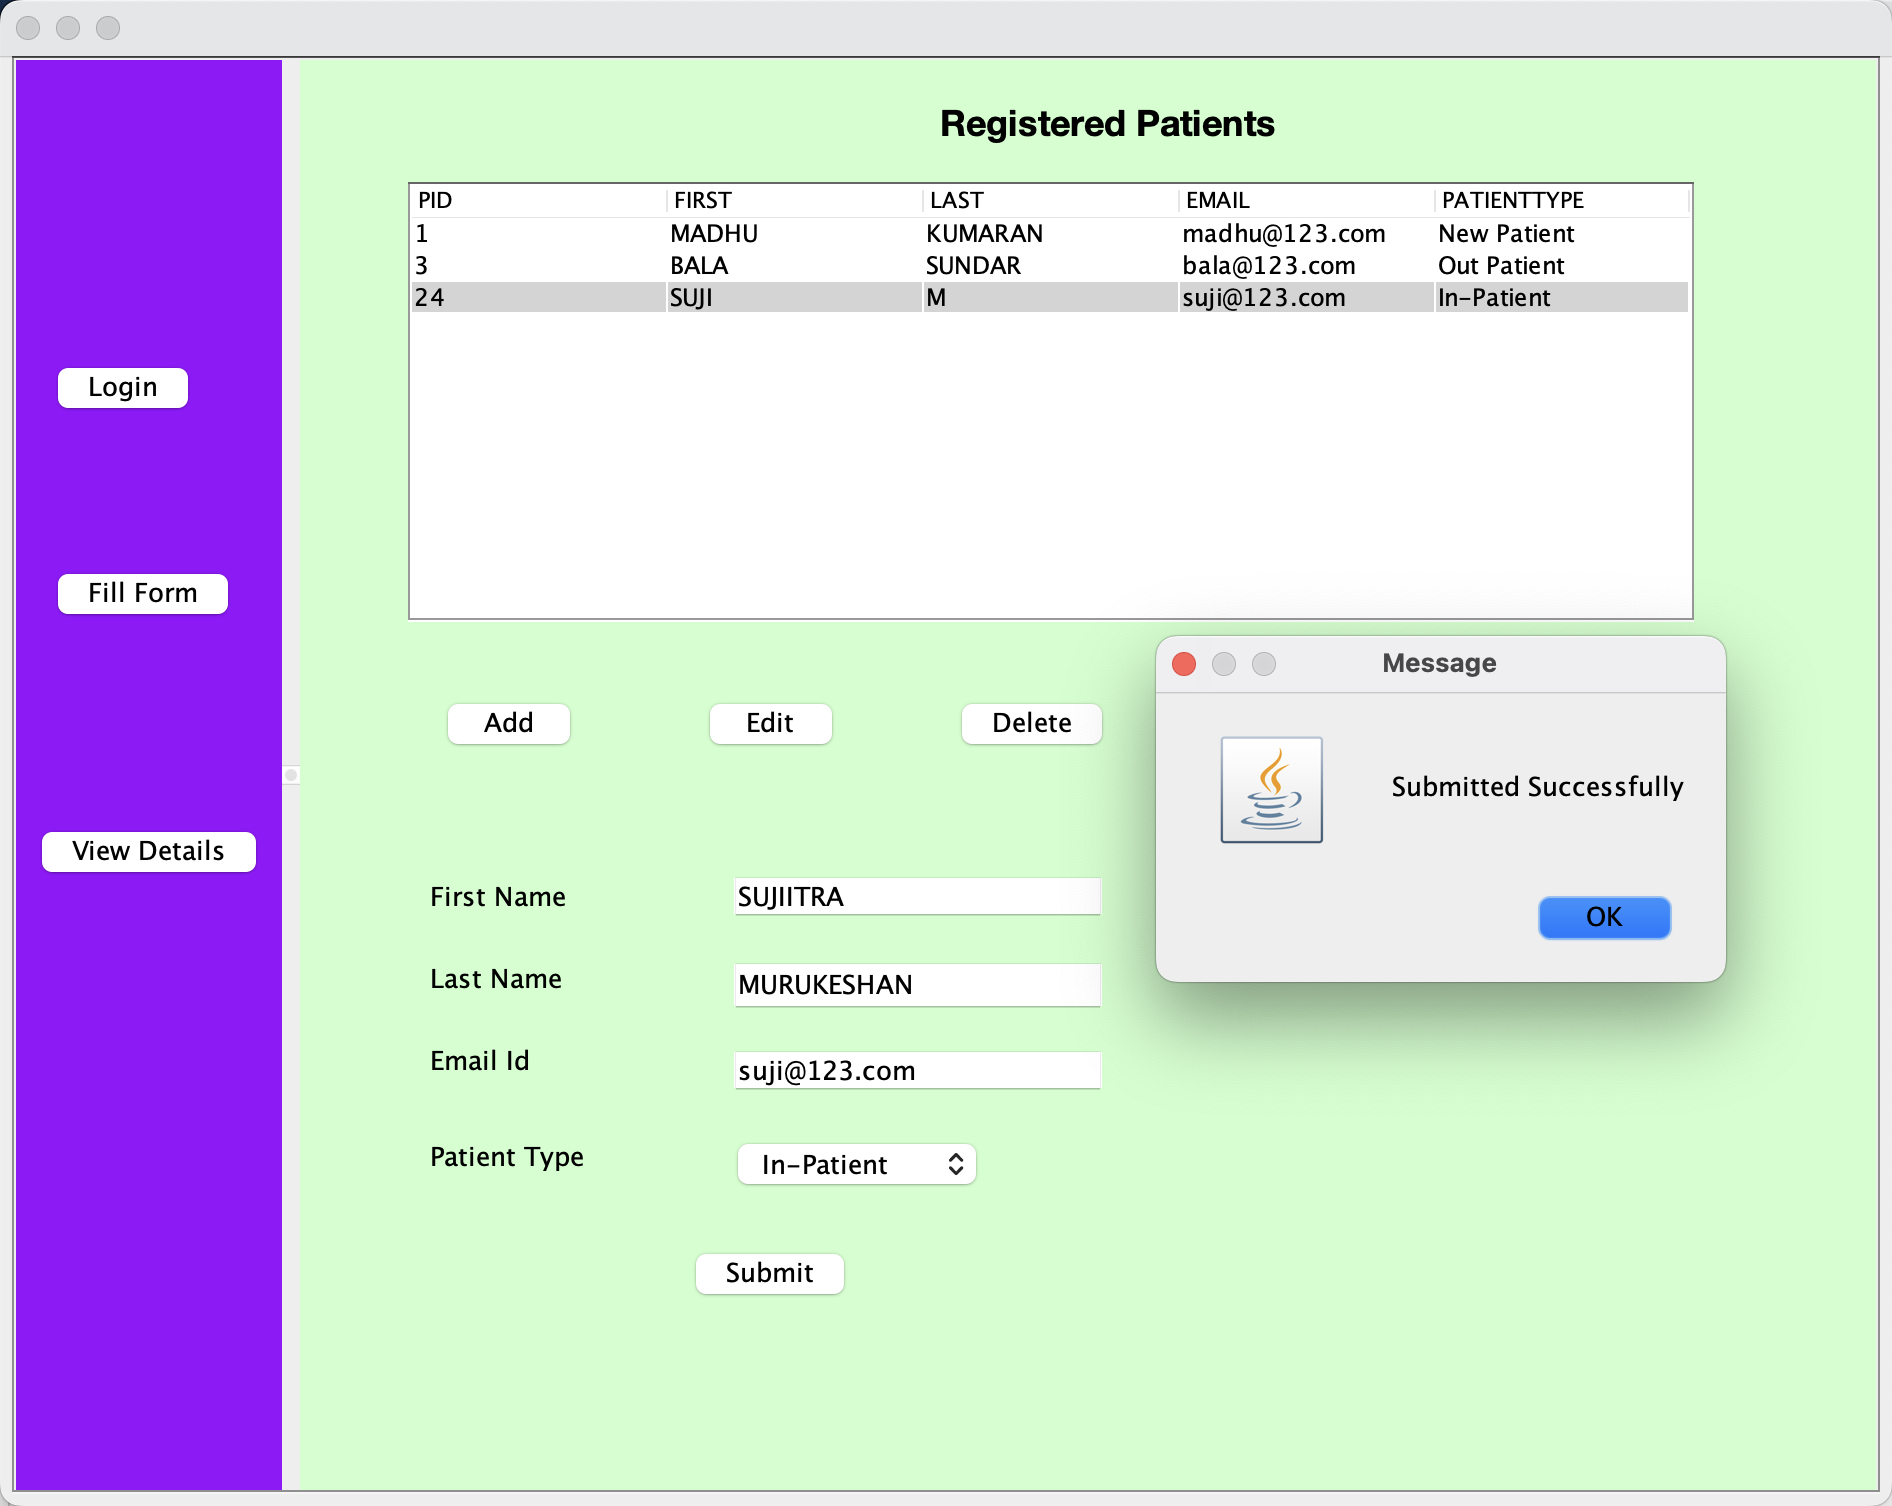 Registered Patients
PID FIRST LAST EMAIL PATIENTTYPE
1 MADHU KUMARAN madhu@123.com New Patient
3 BALA SUNDAR bala@123.com Out Patient
24 SUJI M suji@123.com In-Patient
Login
Fill Form
View Details
Add Edit Delete
First Name SUJIITRA
Last Name MURUKESHAN
Email Id suji@123.com
Patient Type In-Patient
Submit
Message
Submitted Successfully
OK